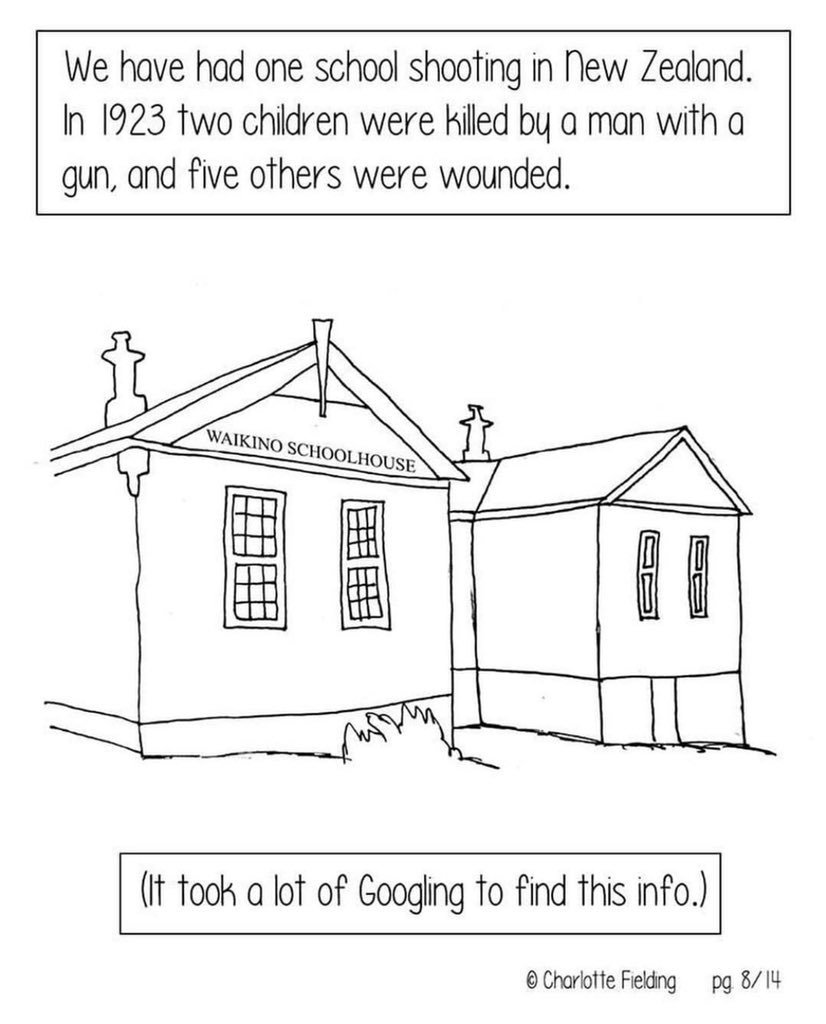 We have had one school shooting in New Zealand.
In 1923 two children were killed by a man with a
gun, and five others were wounded.
WAIKINO SCHOOLHOUSE
(It took a lot of Googling to find this info.)
© Charlotte Fielding pg. 8/14